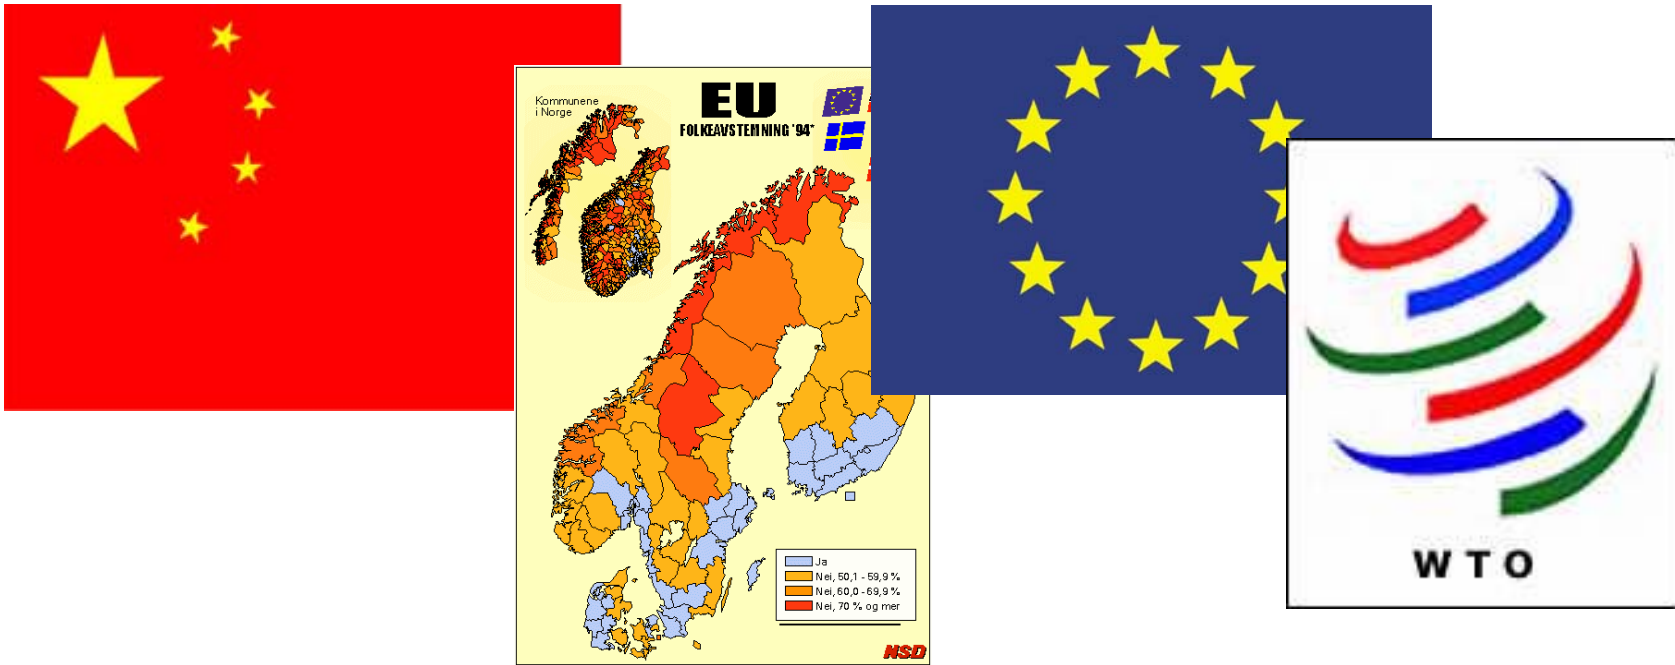 Kommunene
i Norge
EU
FOLKEAVSTEMNING '94*
Ja
Nei, 50,1 - 59,9 %
Nei, 60,0 - 69,9 %
Nei, 70 % og mer
NSD
WTO